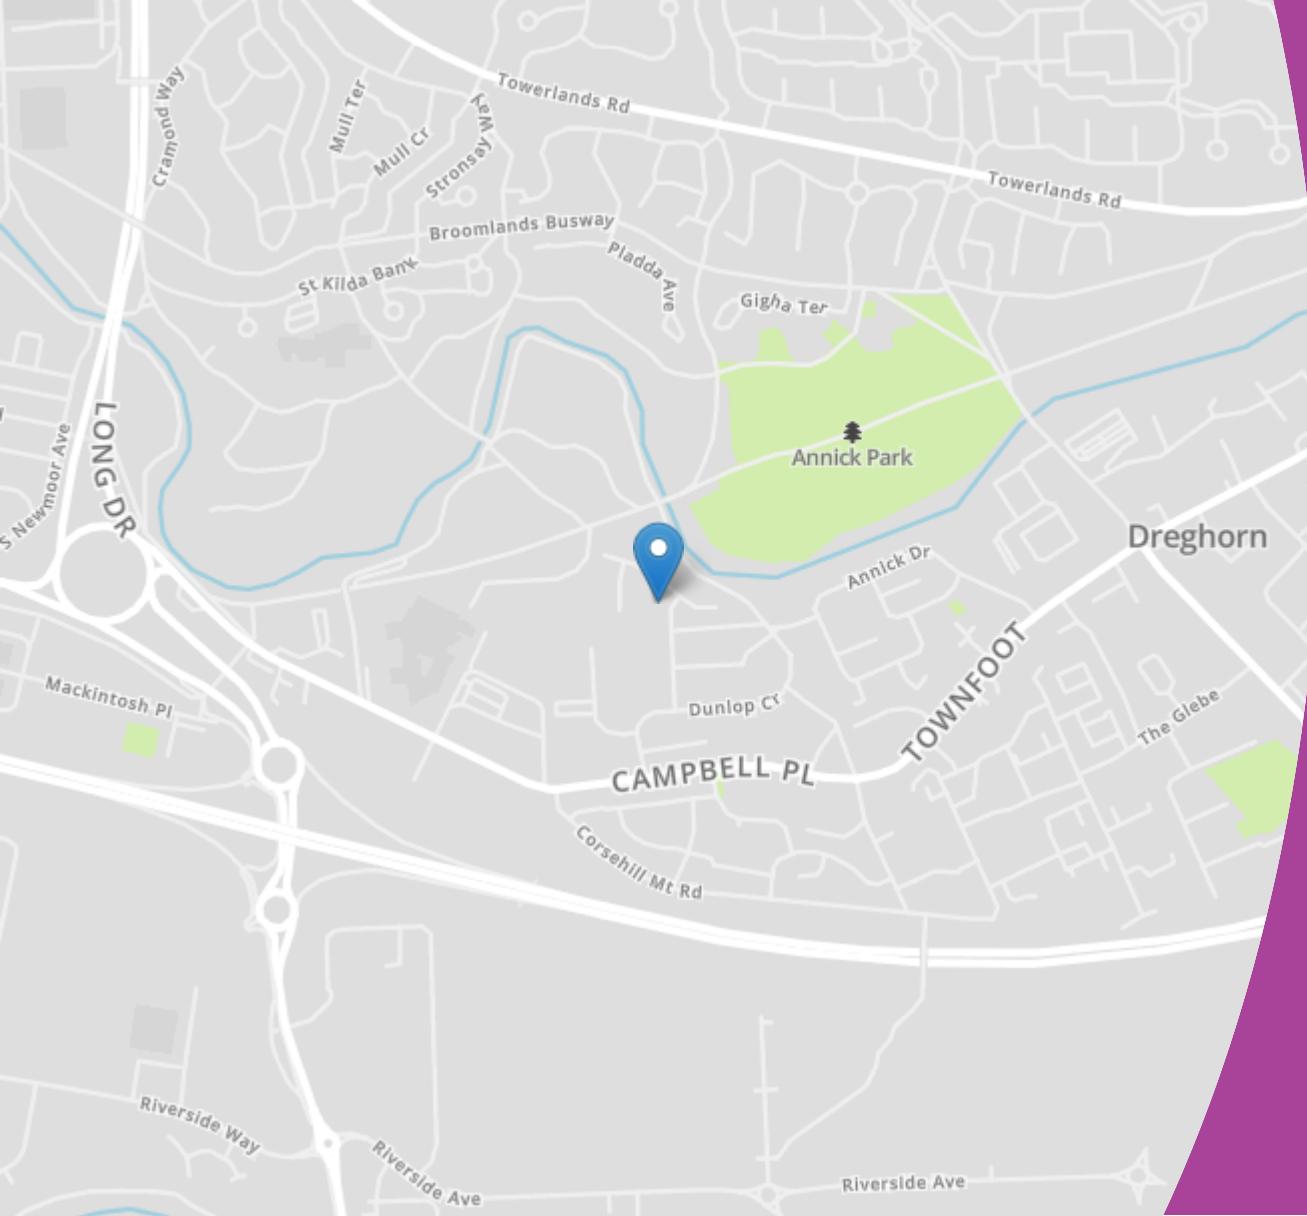 Cramond Way
Mull Ter
Mull Cr
Stronsay Way
Towerlands Rd
Towerlands Rd
Broomlands Busway
St Kilda Bank
Pladda Ave
Gigha Ter
LONG DR
S Newmoor Ave
Annick Park
Dreghorn
Annick Dr
TOWNFOOT
Mackintosh Pl
Dunlop Cr
The Glebe
CAMPBELL PL
Corsehill Mt Rd
Riverside Way
Riverside Ave
Riverside Ave